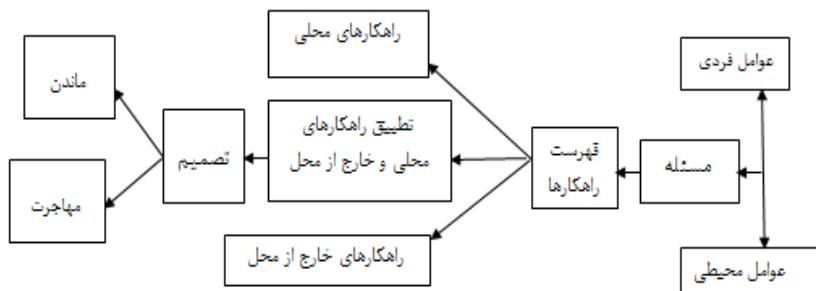 عوامل فردی
مسئله
عوامل محیطی
قهرست
راهکارها
راهکارهای محلی
تطبیق راهکارهای
محلی و خارج از محل
راهکارهای خارج از محل
تصمیم
ماندن
مهاجرت